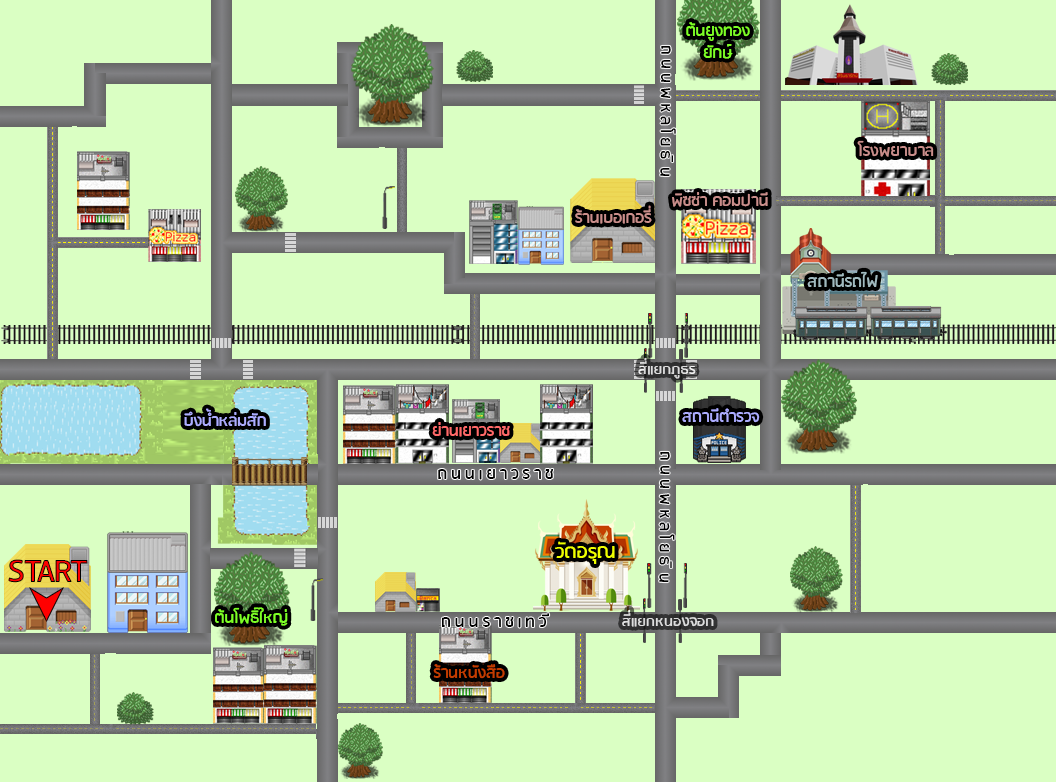 ต้นยูงทอง
ยักษ์
ถนนพหลโยธิน
H
โรงพยาบาล
พิซซ่า คอมปานี
ร้านเบอเกอรี่
Pizza
Pizza
สถานีรถไฟ
สี่แยกภูธร
บึงน้ำหล่มสัก
สถานีตำรวจ
POLICE
ย่านเยาวราช
ถนนเยาวราช
ถนนพหลโยธิน
วัดอรุณ
START
ต้นโพธิ์ใหญ่
ถนนราชเทวี
สี่แยกหนองจอก
ร้านหนังสือ